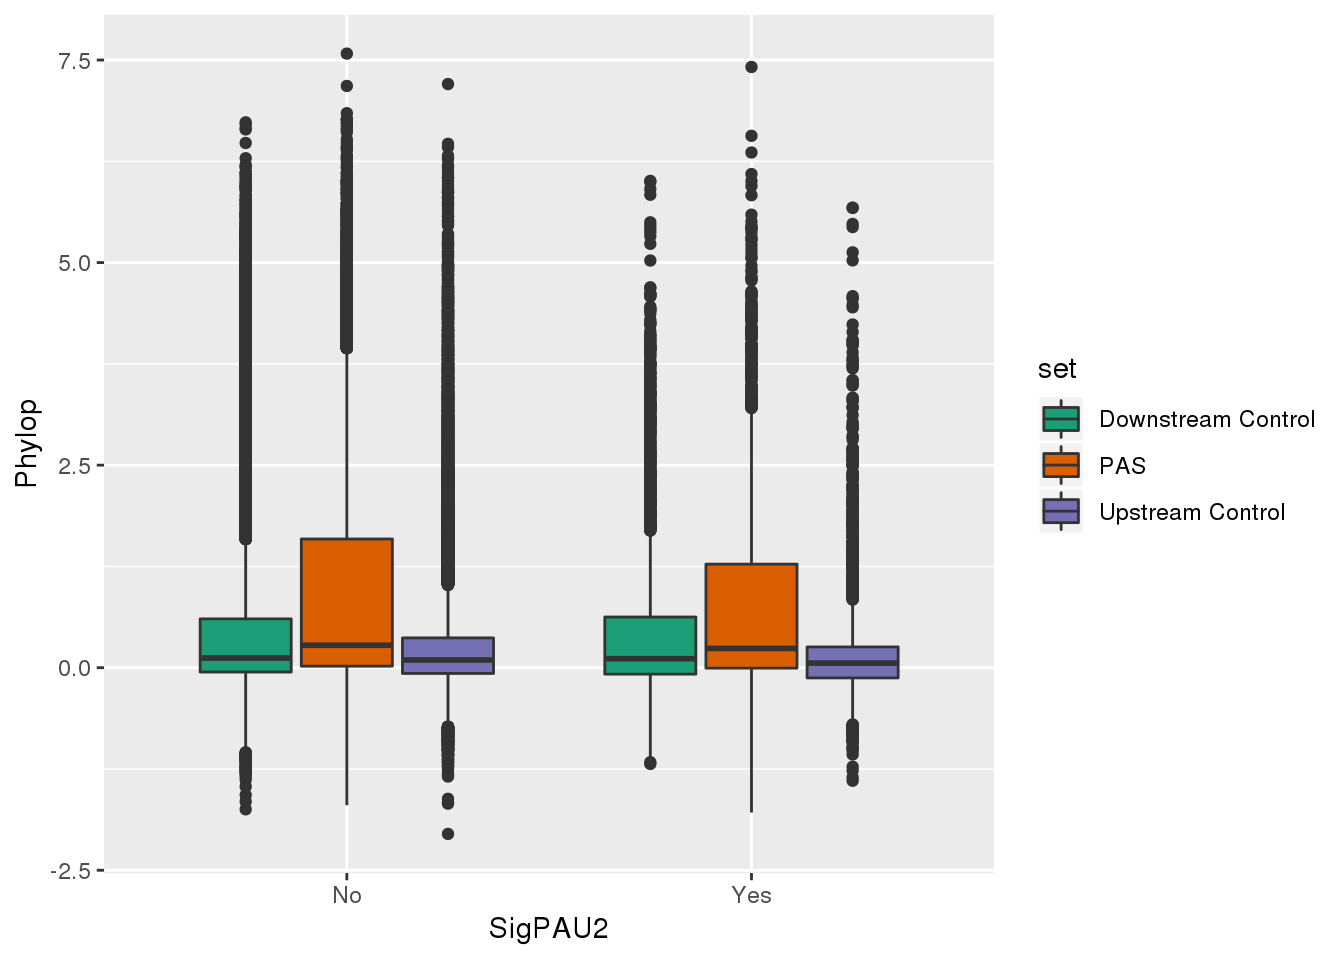 7.5
5.0
2.5
0.0
-2.5
Phylop
No
Yes
SigPAU2
set
Downstream Control
PAS
Upstream Control